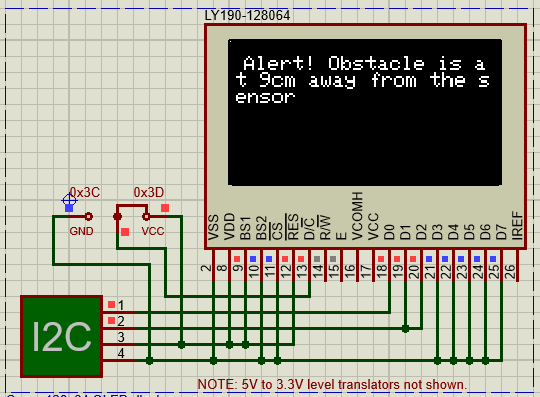 LY190-128064
Alert! Obstacle is a
t 9cm away from the s
ensor
0x3C
0x3D
GND
VCC
VSS
VDD
BS1
BS2
CS
RES
D/C
R/W
E
VCOMH
VCC
D0
D1
D2
D3
D4
D5
D6
D7
IREF
2
8
9
10
11
12
13
14
15
16
17
18
19
20
21
22
23
24
25
26
I2C
1
2
3
4
NOTE: 5V to 3.3V level translators not shown.